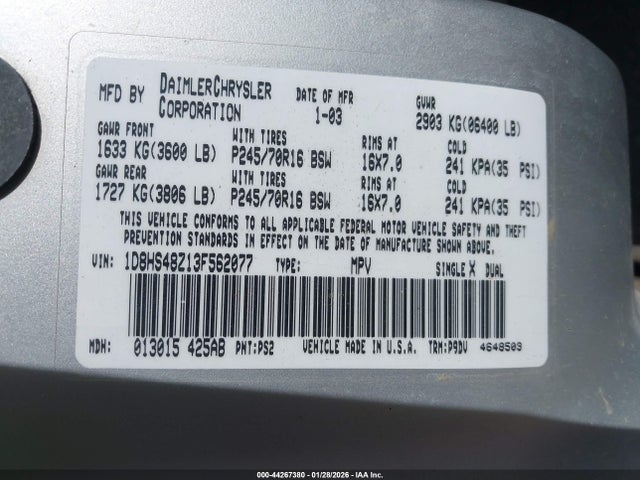 MFD BY DAIMLERCHRYSLER CORPORATION DATE OF MFR 1-03 GVWR 2903 KG(06400 LB)
GAWR FRONT WITH TIRES RIMS AT COLD
1633 KG(3600 LB) P245/70R16 BSW 16X7.0 241 KPA(35 PSI)
GAWR REAR WITH TIRES RIMS AT COLD
1727 KG(3806 LB) P245/70R16 BSW 16X7.0 241 KPA(35 PSI)
THIS VEHICLE CONFORMS TO ALL APPLICABLE FEDERAL MOTOR VEHICLE SAFETY AND THEFT
PREVENTION STANDARDS IN EFFECT ON THE DATE OF MANUFACTURE SHOWN ABOVE.
VIN: 1D8HS48Z13F562077 TYPE: MPV SINGLE X DUAL
MDH: 013015 425AB PNT:PS2 VEHICLE MADE IN U.S.A. TRM:P9DV 4648503
000-44267380 | 01/28/2026 | IAA Inc.